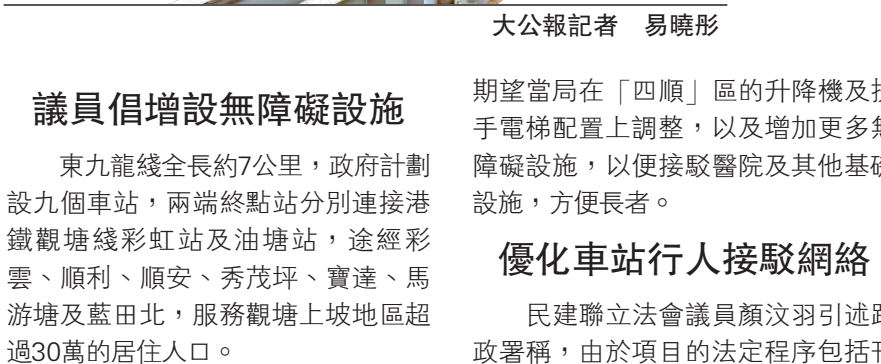 大公報記者　易曉彤
議員倡增設無障礙設施
東九龍綫全長約7公里，政府計劃
設九個車站，兩端終點站分別連接港
鐵觀塘綫彩虹站及油塘站，途經彩
雲、順利、順安、秀茂坪、寶達、馬
游塘及藍田北，服務觀塘上坡地區超
過30萬的居住人口。
期望當局在「四順」區的升降機及
手電梯配置上調整，以及增加更多
障礙設施，以便接駁醫院及其他基
設施，方便長者。
優化車站行人接駁網絡
民建聯立法會議員顏汶羽引述
政署稱，由於項目的法定程序包括